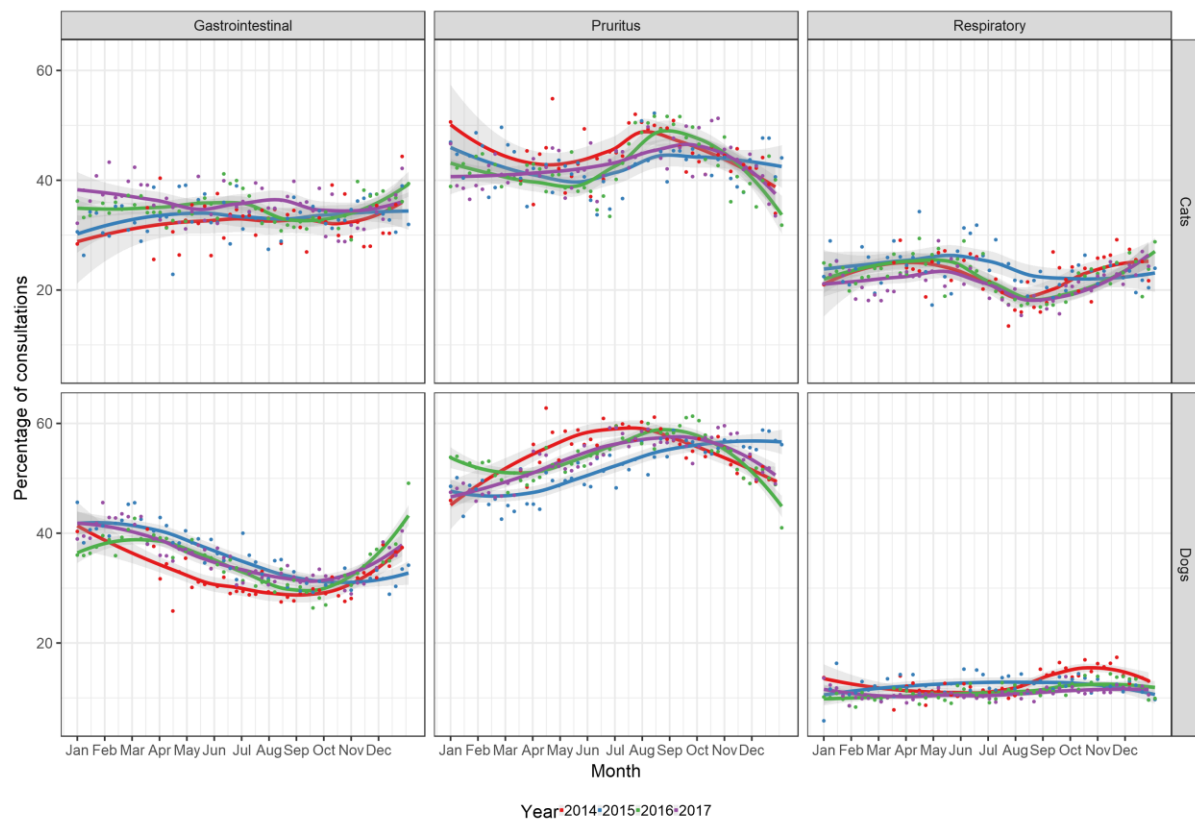 Gastrointestinal
Pruritus
Respiratory
60
40
20
Cats
60
40
20
Dogs
Percentage of consultations
Jan Feb Mar Apr May Jun Jul Aug Sep Oct Nov Dec
Jan Feb Mar Apr May Jun Jul Aug Sep Oct Nov Dec
Jan Feb Mar Apr May Jun Jul Aug Sep Oct Nov Dec
Month
Year 2014 2015 2016 2017